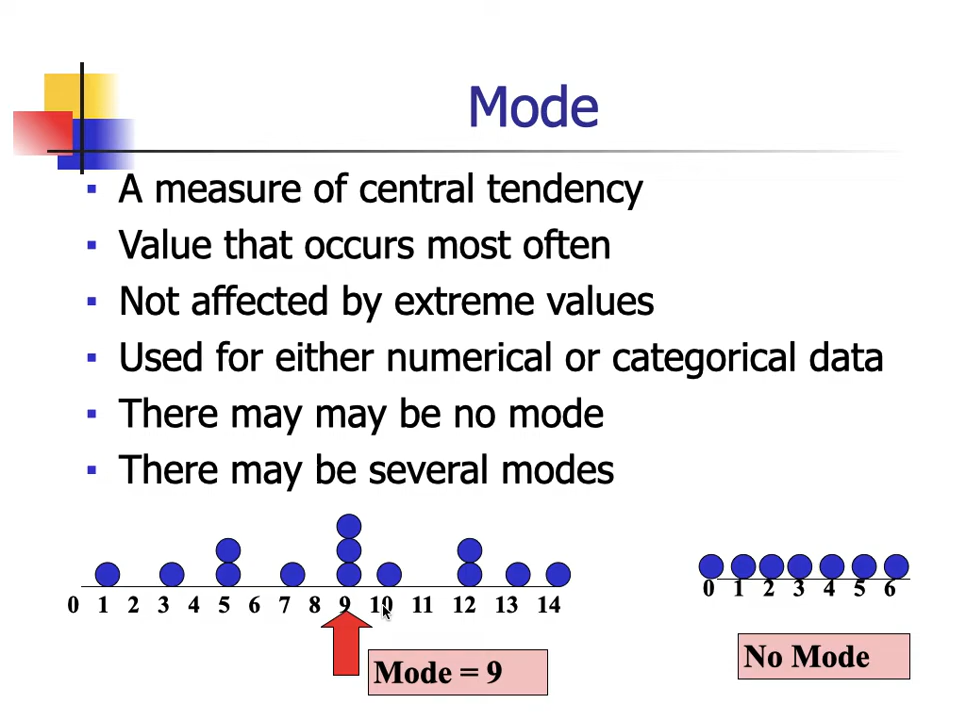 Mode
▪ A measure of central tendency
▪ Value that occurs most often
▪ Not affected by extreme values
▪ Used for either numerical or categorical data
▪ There may may be no mode
▪ There may be several modes
0 1 2 3 4 5 6 7 8 9 10 11 12 13 14
Mode = 9
0 1 2 3 4 5 6
No Mode